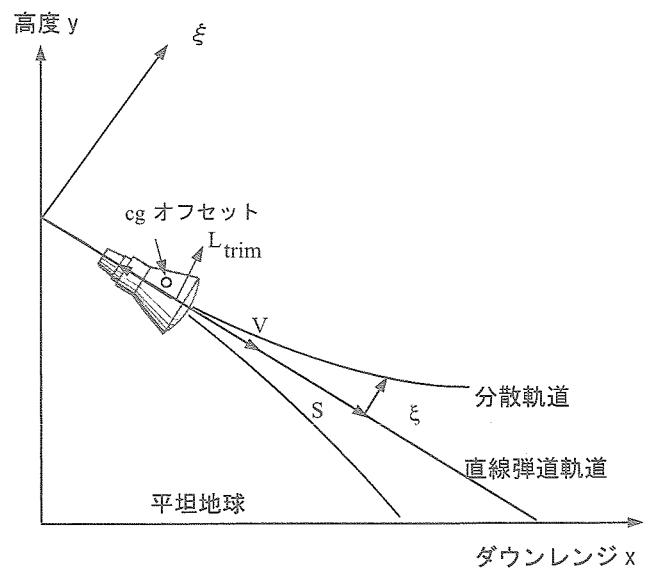 高度 y
ξ
cg オフセット
L trim
V
分散軌道
S
ξ
直線弾道軌道
平坦地球
ダウンレンジ x